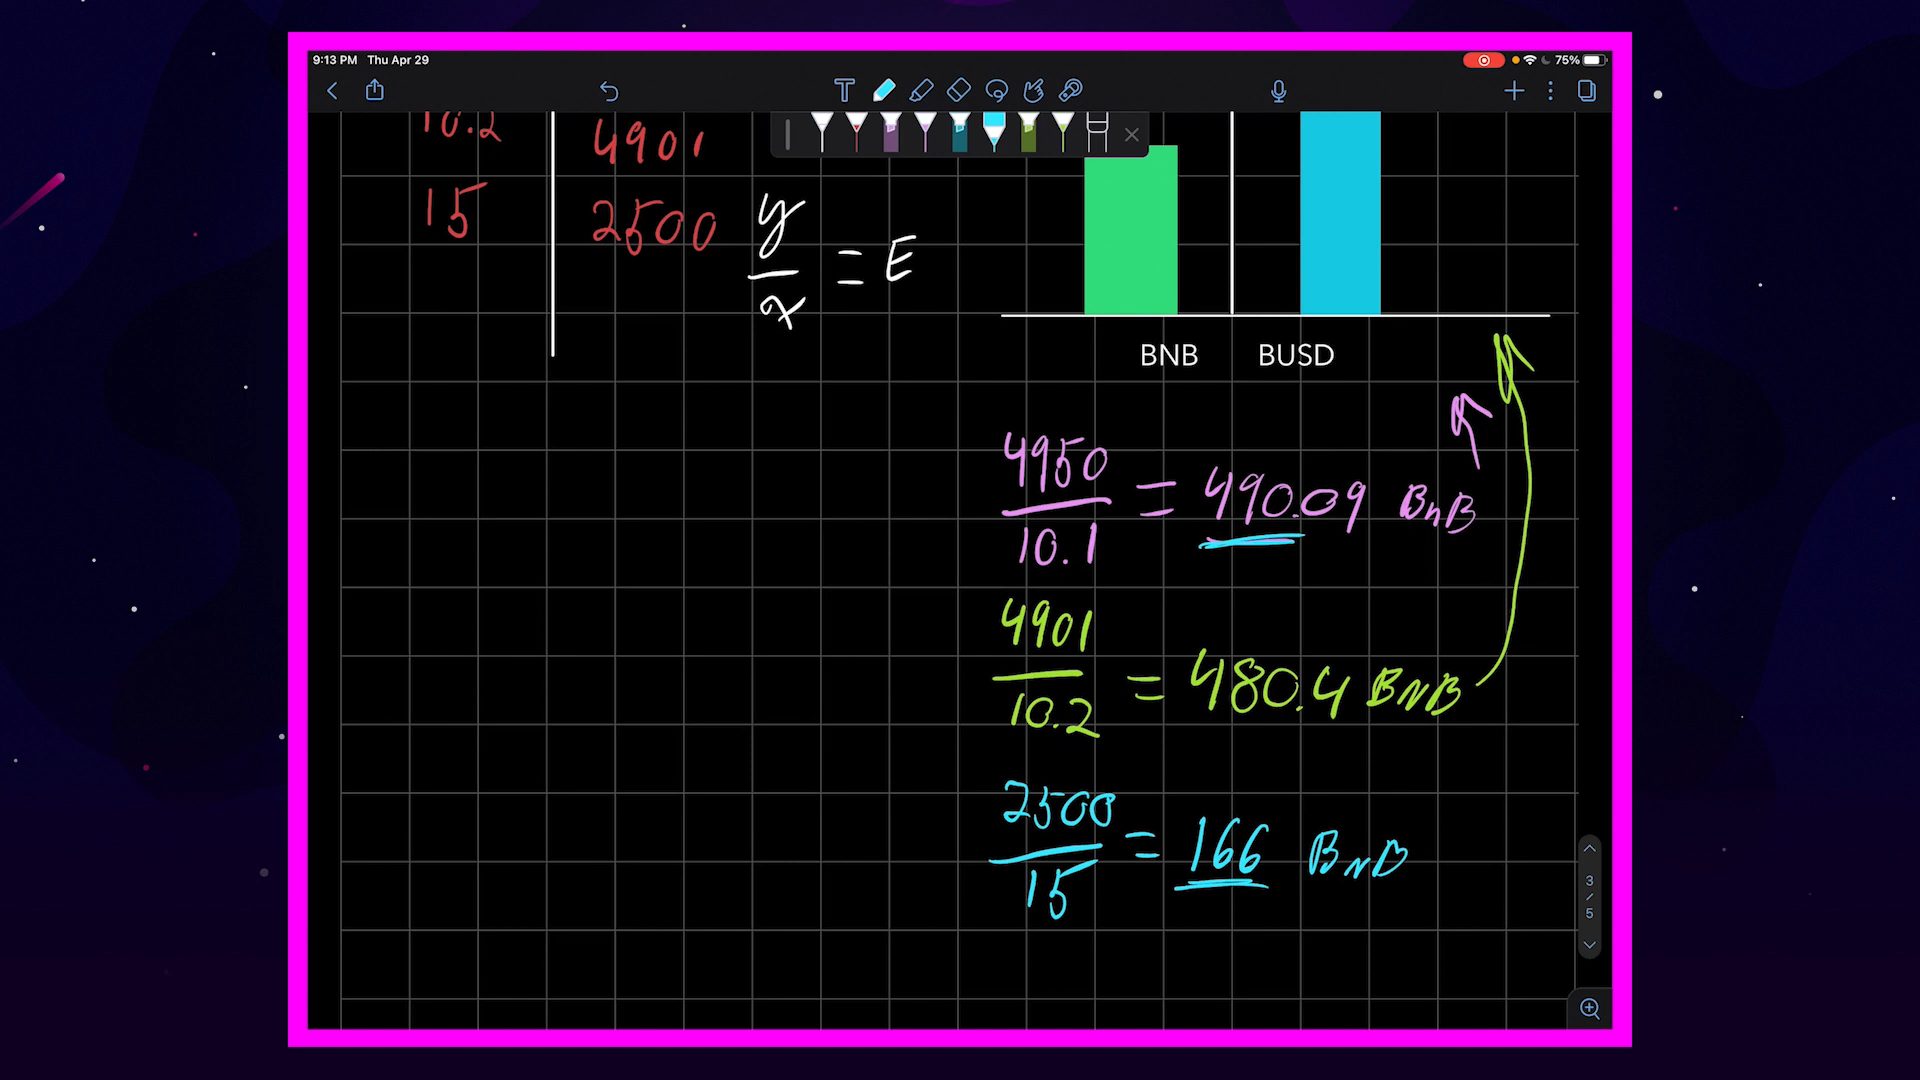 9:13 PM Thu Apr 29
75%
10.2 4901
15 2500
y
x
= E
BNB BUSD
4950
10.1
= 490.09 BnB
4901
10.2
= 480.4 BNB
2500
15
= 166 BNB
3
/
5